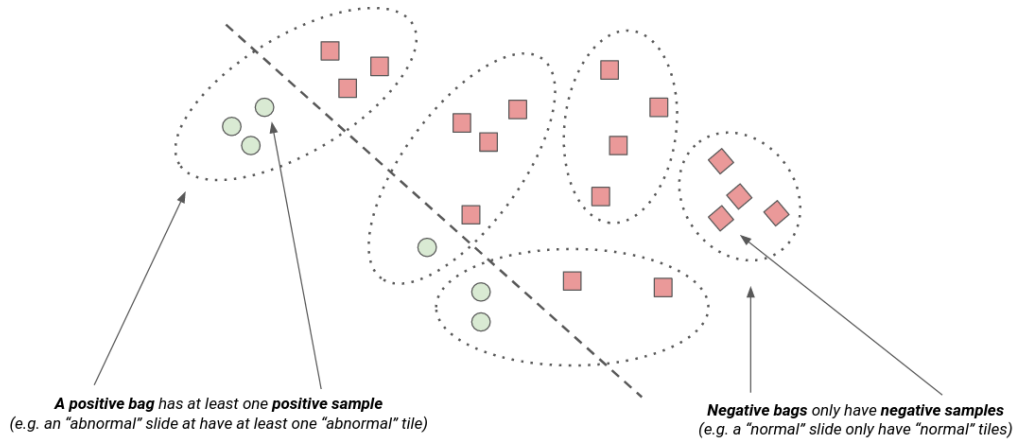 A positive bag has at least one positive sample
(e.g. an “abnormal” slide at have at least one “abnormal” tile)
Negative bags only have negative samples
(e.g. a “normal” slide only have “normal” tiles)